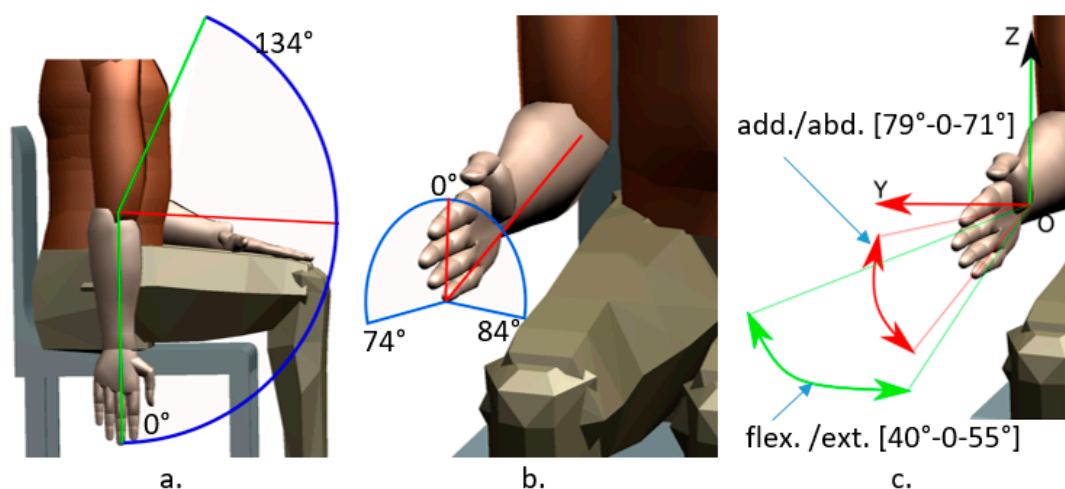 134°
0°
a.
0°
74°
84°
b.
Z
add./abd. [79°-0-71°]
Y
O
flex. /ext. [40°-0-55°]
c.